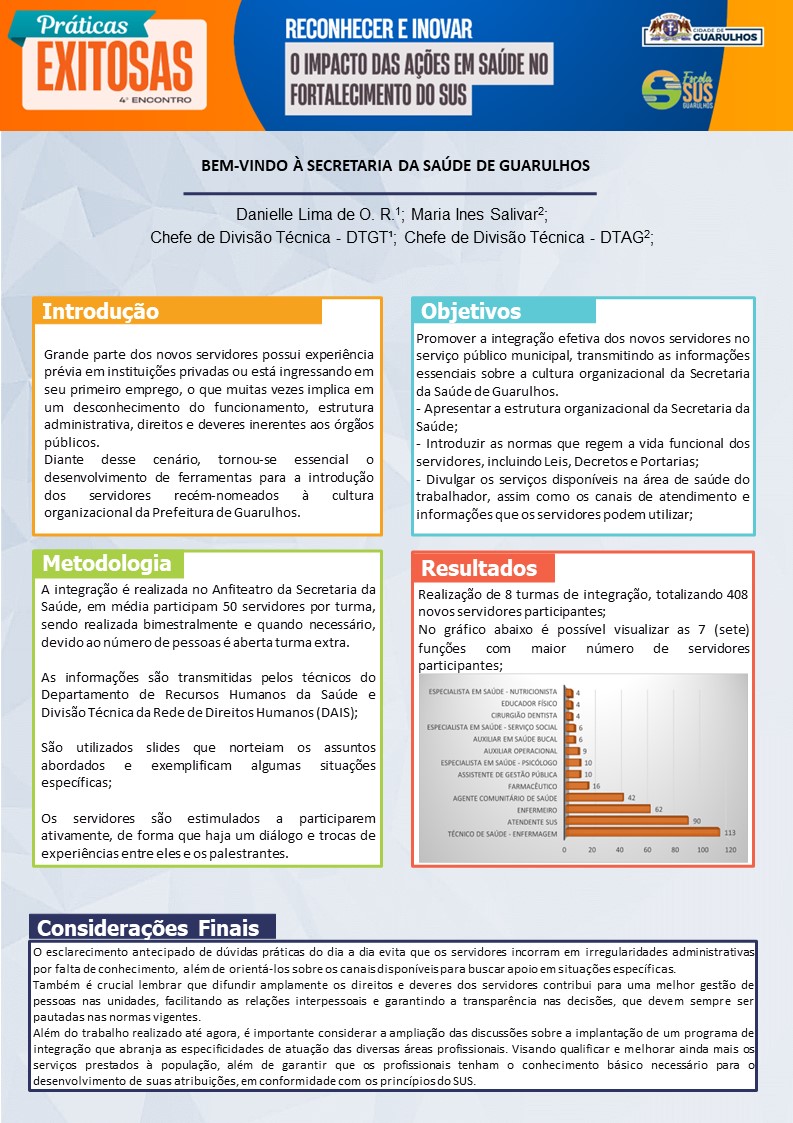 Práticas
EXITOSAS
4º ENCONTRO
RECONHECER E INOVAR
O IMPACTO DAS AÇÕES EM SAÚDE NO
FORTALECIMENTO DO SUS
CIDADE DE
GUARULHOS
Escola
SUS
GUARULHOS
BEM-VINDO À SECRETARIA DA SAÚDE DE GUARULHOS
Danielle Lima de O. R.¹; Maria Ines Salivar²;
Chefe de Divisão Técnica - DTGT¹; Chefe de Divisão Técnica - DTAG²;
Introdução
Grande parte dos novos servidores possui experiência
prévia em instituições privadas ou está ingressando em
seu primeiro emprego, o que muitas vezes implica em
um desconhecimento do funcionamento, estrutura
administrativa, direitos e deveres inerentes aos órgãos
públicos.
Diante desse cenário, tornou-se essencial o
desenvolvimento de ferramentas para a introdução
dos servidores recém-nomeados à cultura
organizacional da Prefeitura de Guarulhos.
Objetivos
Promover a integração efetiva dos novos servidores no
serviço público municipal, transmitindo as informações
essenciais sobre a cultura organizacional da Secretaria
da Saúde de Guarulhos.
- Apresentar a estrutura organizacional da Secretaria da
Saúde;
- Introduzir as normas que regem a vida funcional dos
servidores, incluindo Leis, Decretos e Portarias;
- Divulgar os serviços disponíveis na área de saúde do
trabalhador, assim como os canais de atendimento e
informações que os servidores podem utilizar;
Metodologia
A integração é realizada no Anfiteatro da Secretaria da
Saúde, em média participam 50 servidores por turma,
sendo realizada bimestralmente e quando necessário,
devido ao número de pessoas é aberta turma extra.
As informações são transmitidas pelos técnicos do
Departamento de Recursos Humanos da Saúde e
Divisão Técnica da Rede de Direitos Humanos (DAIS);
São utilizados slides que norteiam os assuntos
abordados e exemplificam algumas situações
específicas;
Os servidores são estimulados a participarem
ativamente, de forma que haja um diálogo e trocas de
experiências entre eles e os palestrantes.
Resultados
Realização de 8 turmas de integração, totalizando 408
novos servidores participantes;
No gráfico abaixo é possível visualizar as 7 (sete)
funções com maior número de servidores
participantes;
ESPECIALISTA EM SAÚDE - NUTRICIONISTA 4
EDUCADOR FÍSICO 4
CIRURGIÃO DENTISTA 4
ESPECIALISTA EM SAÚDE - SERVIÇO SOCIAL 6
AUXILIAR EM SAÚDE BUCAL 6
AUXILIAR OPERACIONAL 9
ESPECIALISTA EM SAÚDE - PSICÓLOGO 10
ASSISTENTE DE GESTÃO PÚBLICA 10
FARMACÊUTICO 16
AGENTE COMUNITÁRIO DE SAÚDE 42
ENFERMEIRO 62
ATENDENTE SUS 90
TÉCNICO DE SAÚDE - ENFERMAGEM 113
0 20 40 60 80 100 120
Considerações Finais
O esclarecimento antecipado de dúvidas práticas do dia a dia evita que os servidores incorram em irregularidades administrativas
por falta de conhecimento, além de orientá-los sobre os canais disponíveis para buscar apoio em situações específicas.
Também é crucial lembrar que difundir amplamente os direitos e deveres dos servidores contribui para uma melhor gestão de
pessoas nas unidades, facilitando as relações interpessoais e garantindo a transparência nas decisões, que devem sempre ser
pautadas nas normas vigentes.
Além do trabalho realizado até agora, é importante considerar a ampliação das discussões sobre a implantação de um programa de
integração que abranja as especificidades de atuação das diversas áreas profissionais. Visando qualificar e melhorar ainda mais os
serviços prestados à população, além de garantir que os profissionais tenham o conhecimento básico necessário para o
desenvolvimento de suas atribuições, em conformidade com os princípios do SUS.